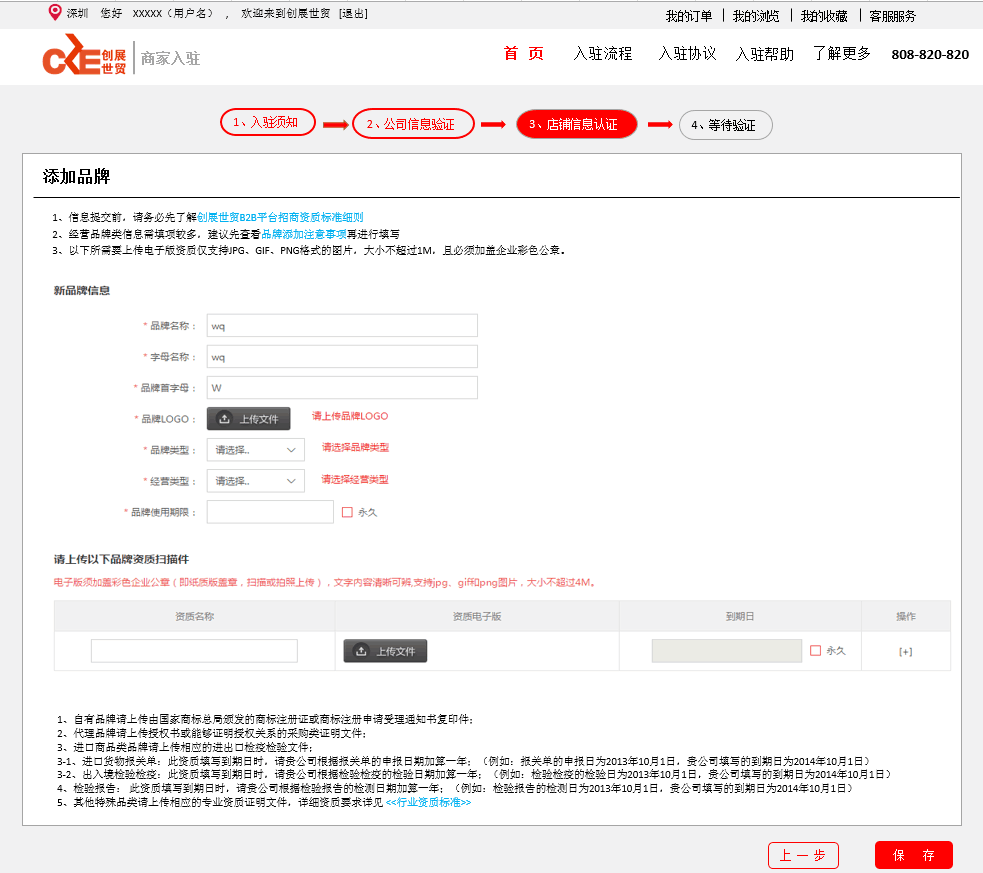 深圳 您好 XXXXX（用户名）， 欢迎来到创展世贸 [退出]
我的订单 | 我的浏览 | 我的收藏 | 客服服务
CKE创展世贸 | 商家入驻
首 页 入驻流程 入驻协议 入驻帮助 了解更多 808-820-820
1、入驻须知 2、公司信息验证 3、店铺信息认证 4、等待验证
添加品牌
1、信息提交前，请务必先了解创展世贸B2B平台招商资质标准细则
2、经营品牌类信息需填项较多，建议先查看品牌添加注意事项再进行填写
3、以下所需要上传电子版资质仅支持JPG、GIF、PNG格式的图片，大小不超过1M，且必须加盖企业彩色公章。
新品牌信息
* 品牌名称： wq
* 字母名称： wq
* 品牌首字母： W
* 品牌LOGO： 上传文件 请上传品牌LOGO
* 品牌类型： 请选择.. 请选择品牌类型
* 经营类型： 请选择.. 请选择经营类型
* 品牌使用期限： 永久
请上传以下品牌资质扫描件
电子版须加盖彩色企业公章（即纸质版盖章，扫描或拍照上传），文字内容清晰可辨,支持jpg、gif和png图片，大小不超过4M。
资质名称 资质电子版 到期日 操作
上传文件 永久 [+]
1、自有品牌请上传由国家商标总局颁发的商标注册证或商标注册申请受理通知书复印件；
2、代理品牌请上传授权书或能够证明授权关系的采购类证明文件；
3、进口商品类品牌请上传相应的进出口检疫检验文件；
3-1、进口货物报关单：此资质填写到期日时，请贵公司根据报关单的申报日期加算一年；（例如：报关单的申报日为2013年10月1日，贵公司填写的到期日为2014年10月1日）
3-2、出入境检验检疫：此资质填写到期日时，请贵公司根据检验检疫的检验日期加算一年；（例如：检验检疫的检验日为2013年10月1日，贵公司填写的到期日为2014年10月1日）
4、检验报告： 此资质填写到期日时，请贵公司根据检验报告的检测日期加算一年；（例如：检验报告的检测日为2013年10月1日，贵公司填写的到期日为2014年10月1日）
5、其他特殊品类请上传相应的专业资质证明文件，详细资质要求详见 <<行业资质标准>>
上一步 保 存